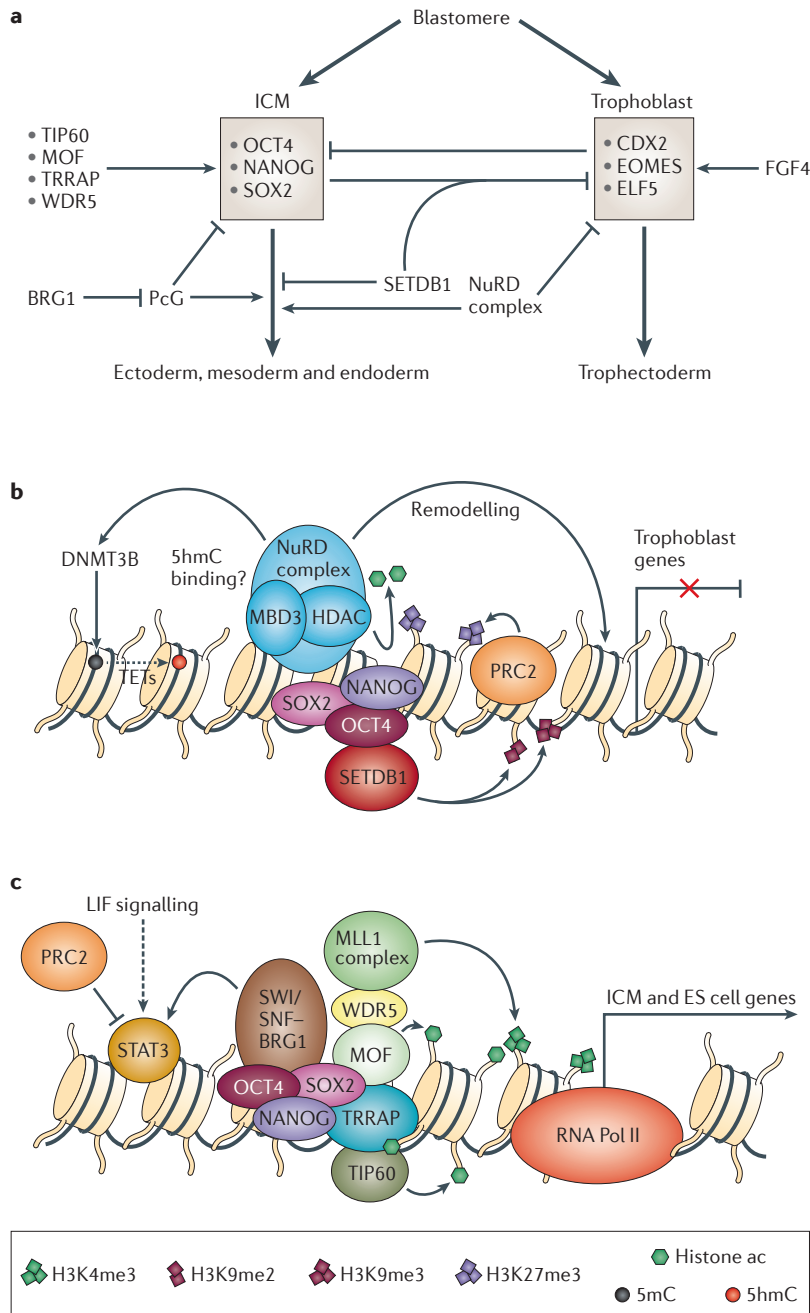 a
Blastomere
ICM
Trophoblast
• TIP60
• MOF
• TRRAP
• WDR5
• OCT4
• NANOG
• SOX2
• CDX2
• EOMES
• ELF5
FGF4
BRG1
PcG
SETDB1
NuRD
complex
Ectoderm, mesoderm and endoderm
Trophectoderm
b
Remodelling
DNMT3B
5hmC
binding?
NuRD
complex
MBD3
HDAC
Trophoblast
genes
TETs
PRC2
SOX2
NANOG
OCT4
SETDB1
c
LIF signalling
PRC2
STAT3
SWI/
SNF–
BRG1
MLL1
complex
WDR5
MOF
OCT4
SOX2
NANOG
TRRAP
TIP60
ICM and ES cell genes
RNA Pol II
H3K4me3
H3K9me2
H3K9me3
H3K27me3
Histone ac
5mC
5hmC